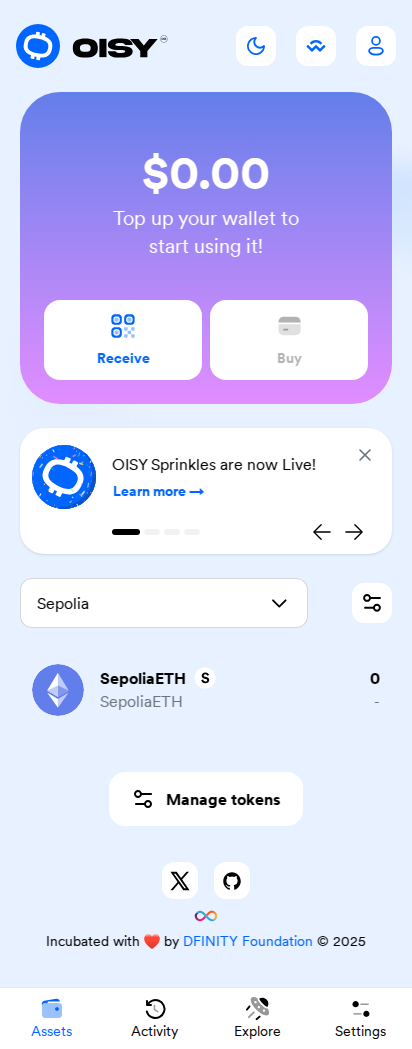 OISY
$0.00
Top up your wallet to
start using it!
Receive
Buy
OISY Sprinkles are now Live!
Learn more →
Sepolia
SepoliaETH S
0
SepoliaETH
-
Manage tokens
Incubated with ❤️ by DFINITY Foundation © 2025
Assets
Activity
Explore
Settings